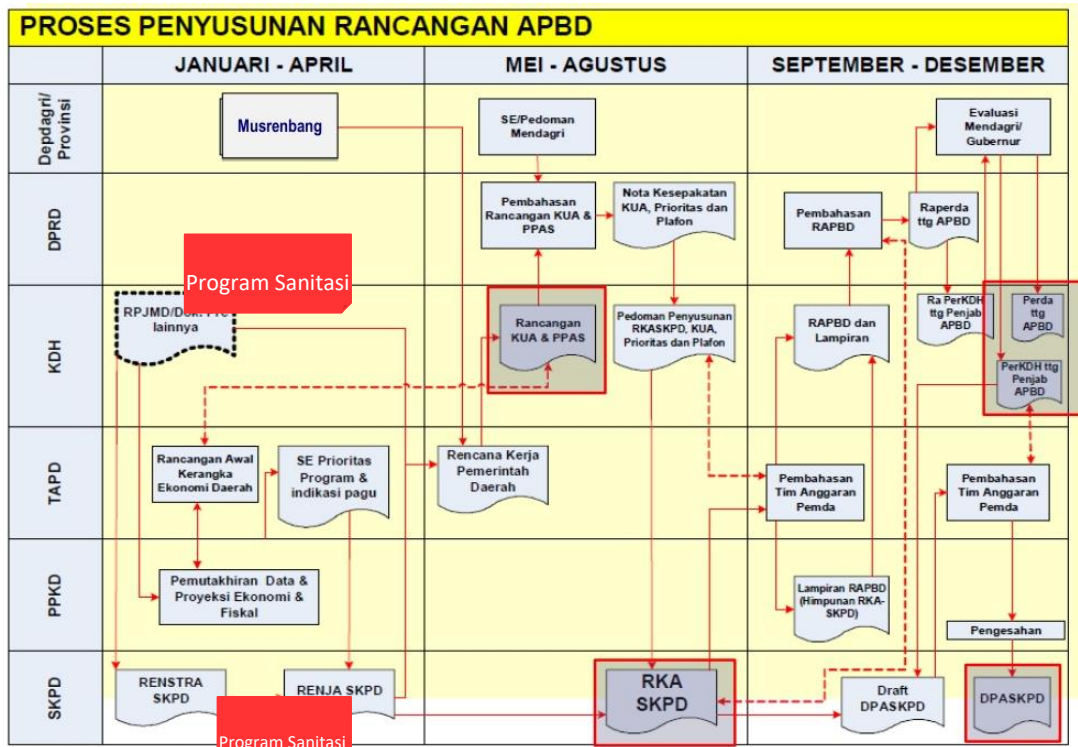 PROSES PENYUSUNAN RANCANGAN APBD
JANUARI - APRIL
MEI - AGUSTUS
SEPTEMBER - DESEMBER
Depdagri/
Provinsi
Musrenbang
SE/Pedoman
Mendagri
Evaluasi
Mendagri/
Gubernur
DPRD
Program Sanitasi
Pembahasan
Rancangan KUA &
PPAS
Nota Kesepakatan
KUA, Prioritas dan
Plafon
Pembahasan
RAPBD
Raperda
ttg APBD
KDH
RPJMD/Dok.
lainnya
Rancangan
KUA & PPAS
Pedoman Penyusunan
RKASKPD, KUA,
Prioritas dan Plafon
RAPBD dan
Lampiran
Ra PerKDH
ttg Penjab
APBD
Perda
ttg
APBD
PerKDH ttg
Penjab
APBD
TAPD
Rancangan Awal
Kerangka
Ekonomi Daerah
SE Prioritas
Program &
indikasi pagu
Rencana Kerja
Pemerintah
Daerah
Pembahasan
Tim Anggaran
Pemda
Pembahasan
Tim Anggaran
Pemda
PPKD
Pemutakhiran Data &
Proyeksi Ekonomi &
Fiskal
Lampiran RAPBD
(Himpunan RKA-
SKPD)
Pengesahan
SKPD
RENSTRA
SKPD
RENJA SKPD
Program Sanitasi
RKA
SKPD
Draft
DPASKPD
DPASKPD